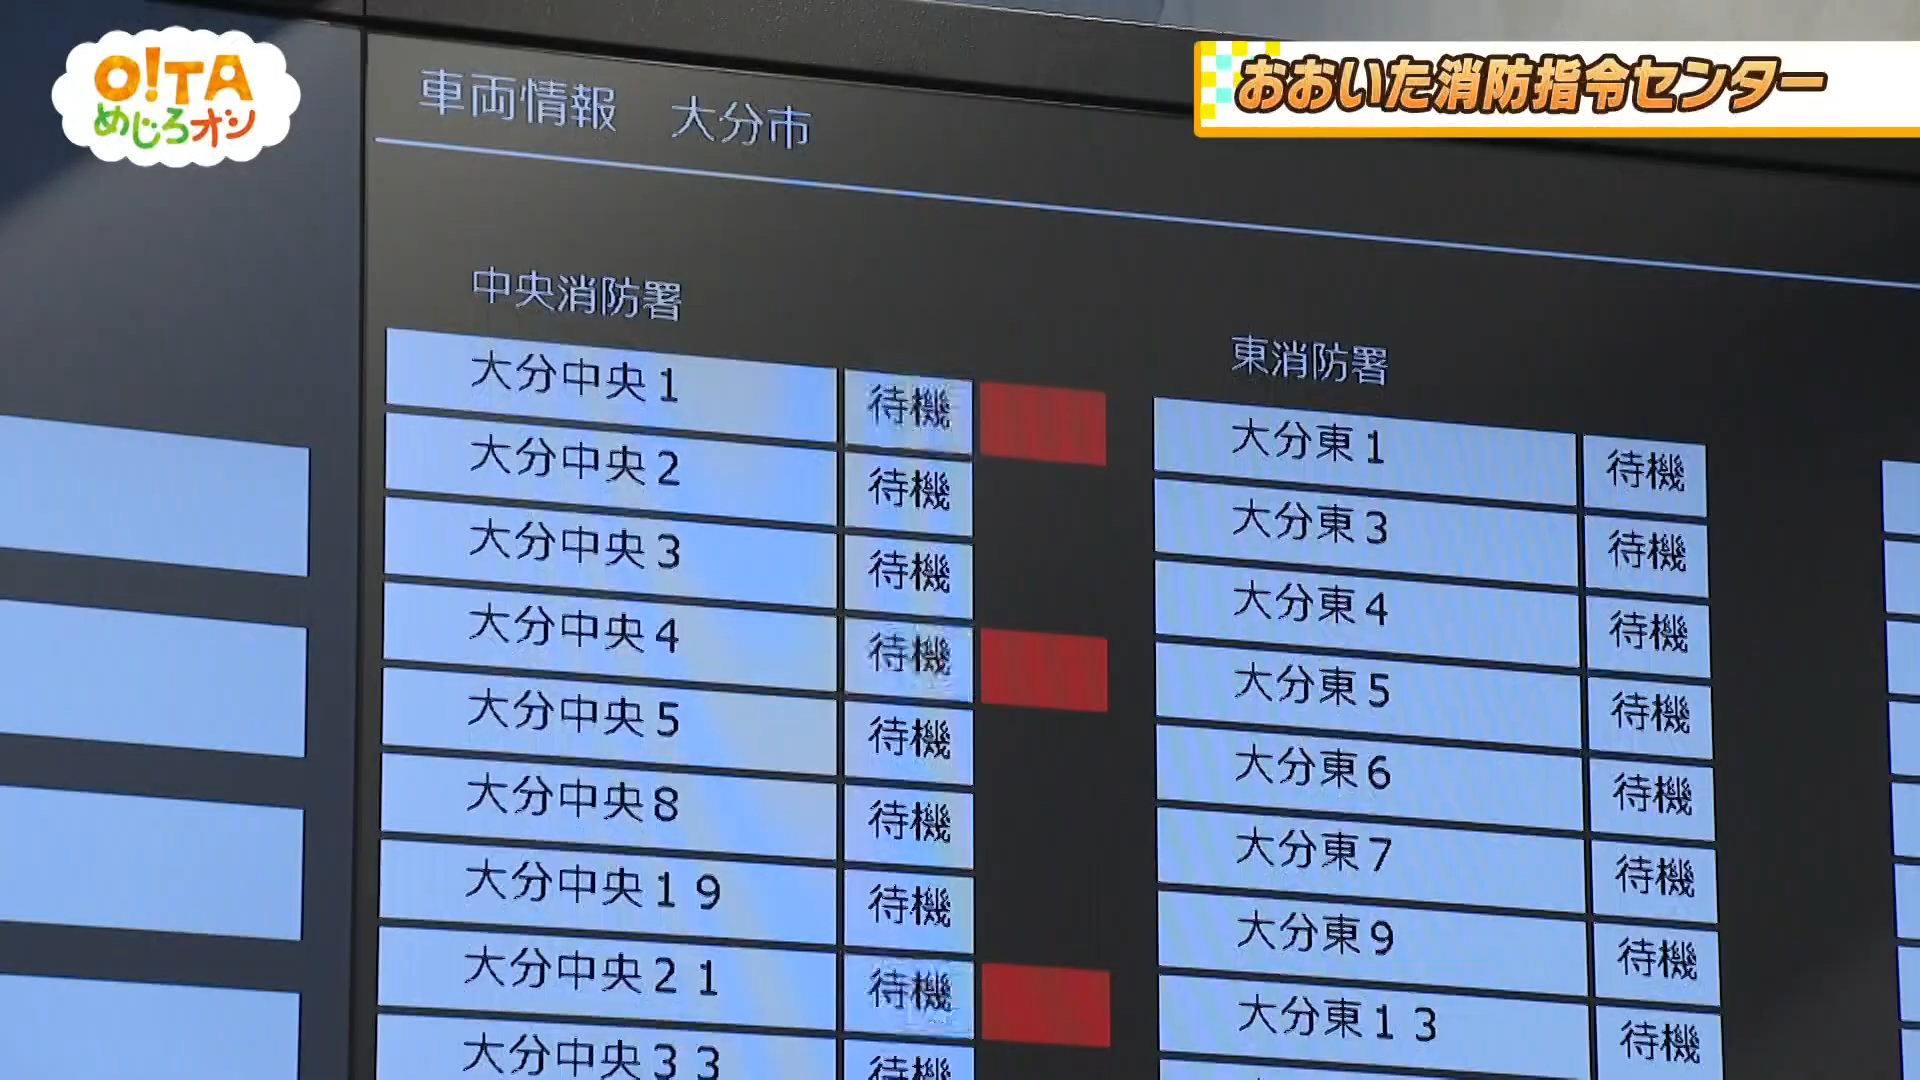 O!TA
めじろオシ
おおいた消防指令センター
車両情報 大分市
中央消防署
大分中央1 待機
大分中央2 待機
大分中央3 待機
大分中央4 待機
大分中央5 待機
大分中央8 待機
大分中央19 待機
大分中央21 待機
大分中央33 待機
東消防署
大分東1 待機
大分東3 待機
大分東4 待機
大分東5 待機
大分東6 待機
大分東7 待機
大分東9 待機
大分東13 待機